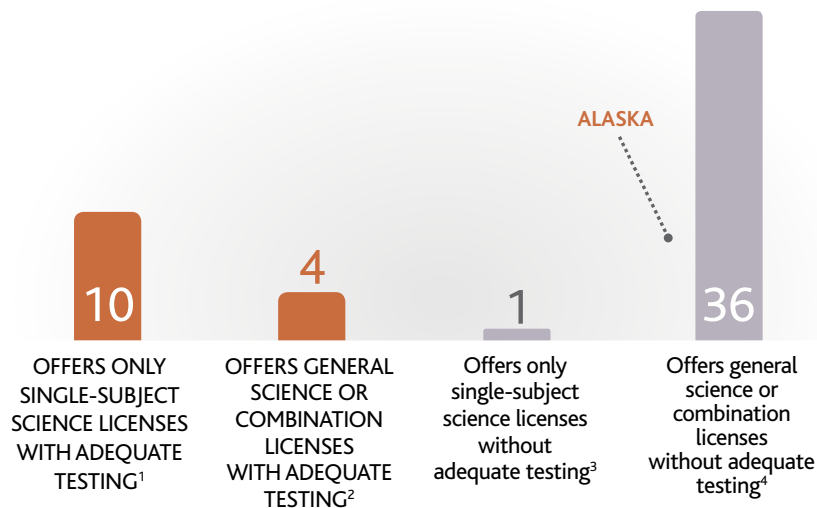 ALASKA
10
4
1
36
OFFERS ONLY
SINGLE-SUBJECT
SCIENCE LICENSES
WITH ADEQUATE
TESTING¹
OFFERS GENERAL
SCIENCE OR
COMBINATION
LICENSES
WITH ADEQUATE
TESTING²
Offers only
single-subject
science licenses
without
adequate testing³
Offers general
science or
combination
licenses
without adequate
testing⁴